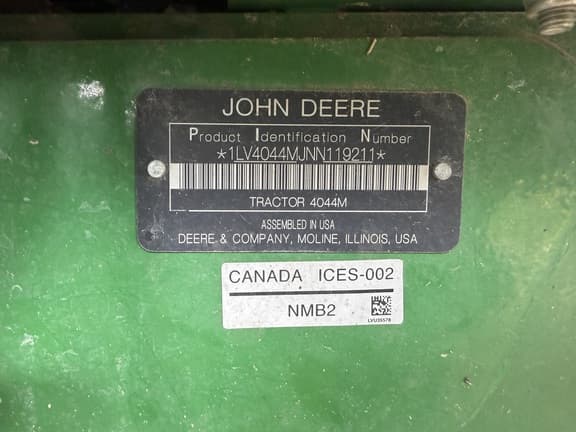 JOHN DEERE
Product Identification Number
*1LV4044MJNN119211*
TRACTOR 4044M
ASSEMBLED IN USA
DEERE & COMPANY, MOLINE, ILLINOIS, USA
CANADA ICES-002
NMB2
LVU35578